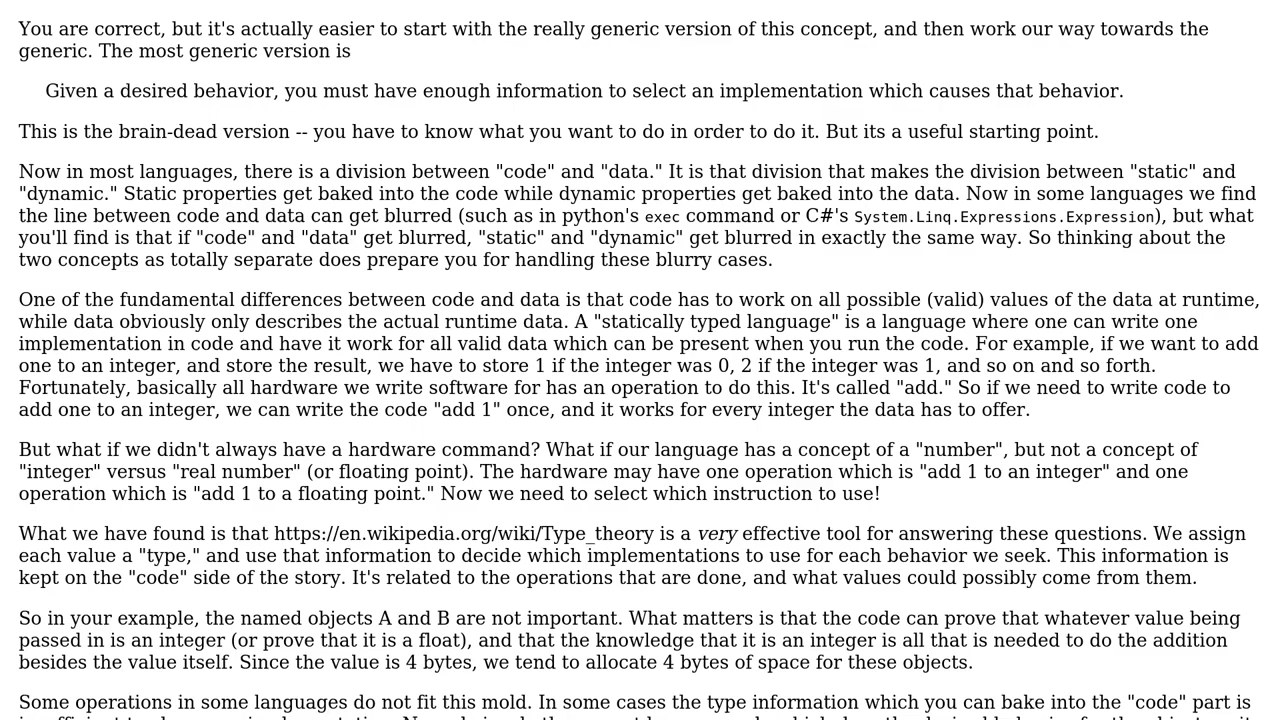 You are correct, but it's actually easier to start with the really generic version of this concept, and then work our way towards the
generic. The most generic version is
Given a desired behavior, you must have enough information to select an implementation which causes that behavior.
This is the brain-dead version -- you have to know what you want to do in order to do it. But its a useful starting point.
Now in most languages, there is a division between "code" and "data." It is that division that makes the division between "static" and
"dynamic." Static properties get baked into the code while dynamic properties get baked into the data. Now in some languages we find
the line between code and data can get blurred (such as in python's exec command or C#'s System.Linq.Expressions.Expression), but what
you'll find is that if "code" and "data" get blurred, "static" and "dynamic" get blurred in exactly the same way. So thinking about the
two concepts as totally separate does prepare you for handling these blurry cases.
One of the fundamental differences between code and data is that code has to work on all possible (valid) values of the data at runtime,
while data obviously only describes the actual runtime data. A "statically typed language" is a language where one can write one
implementation in code and have it work for all valid data which can be present when you run the code. For example, if we want to add
one to an integer, and store the result, we have to store 1 if the integer was 0, 2 if the integer was 1, and so on and so forth.
Fortunately, basically all hardware we write software for has an operation to do this. It's called "add." So if we need to write code to
add one to an integer, we can write the code "add 1" once, and it works for every integer the data has to offer.
But what if we didn't always have a hardware command? What if our language has a concept of a "number", but not a concept of
"integer" versus "real number" (or floating point). The hardware may have one operation which is "add 1 to an integer" and one
operation which is "add 1 to a floating point." Now we need to select which instruction to use!
What we have found is that https://en.wikipedia.org/wiki/Type_theory is a very effective tool for answering these questions. We assign
each value a "type," and use that information to decide which implementations to use for each behavior we seek. This information is
kept on the "code" side of the story. It's related to the operations that are done, and what values could possibly come from them.
So in your example, the named objects A and B are not important. What matters is that the code can prove that whatever value being
passed in is an integer (or prove that it is a float), and that the knowledge that it is an integer is all that is needed to do the addition
besides the value itself. Since the value is 4 bytes, we tend to allocate 4 bytes of space for these objects.
Some operations in some languages do not fit this mold. In some cases the type information which you can bake into the "code" part is